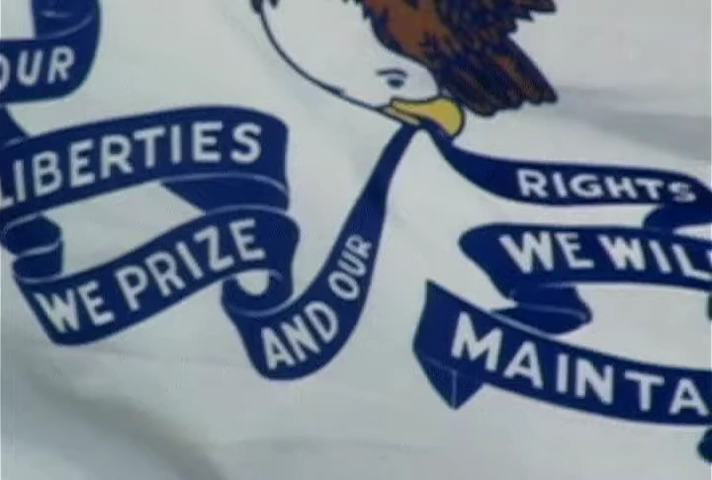 OUR
LIBERTIES
WE PRIZE
AND OUR
RIGHTS
WE WIL
MAINTA